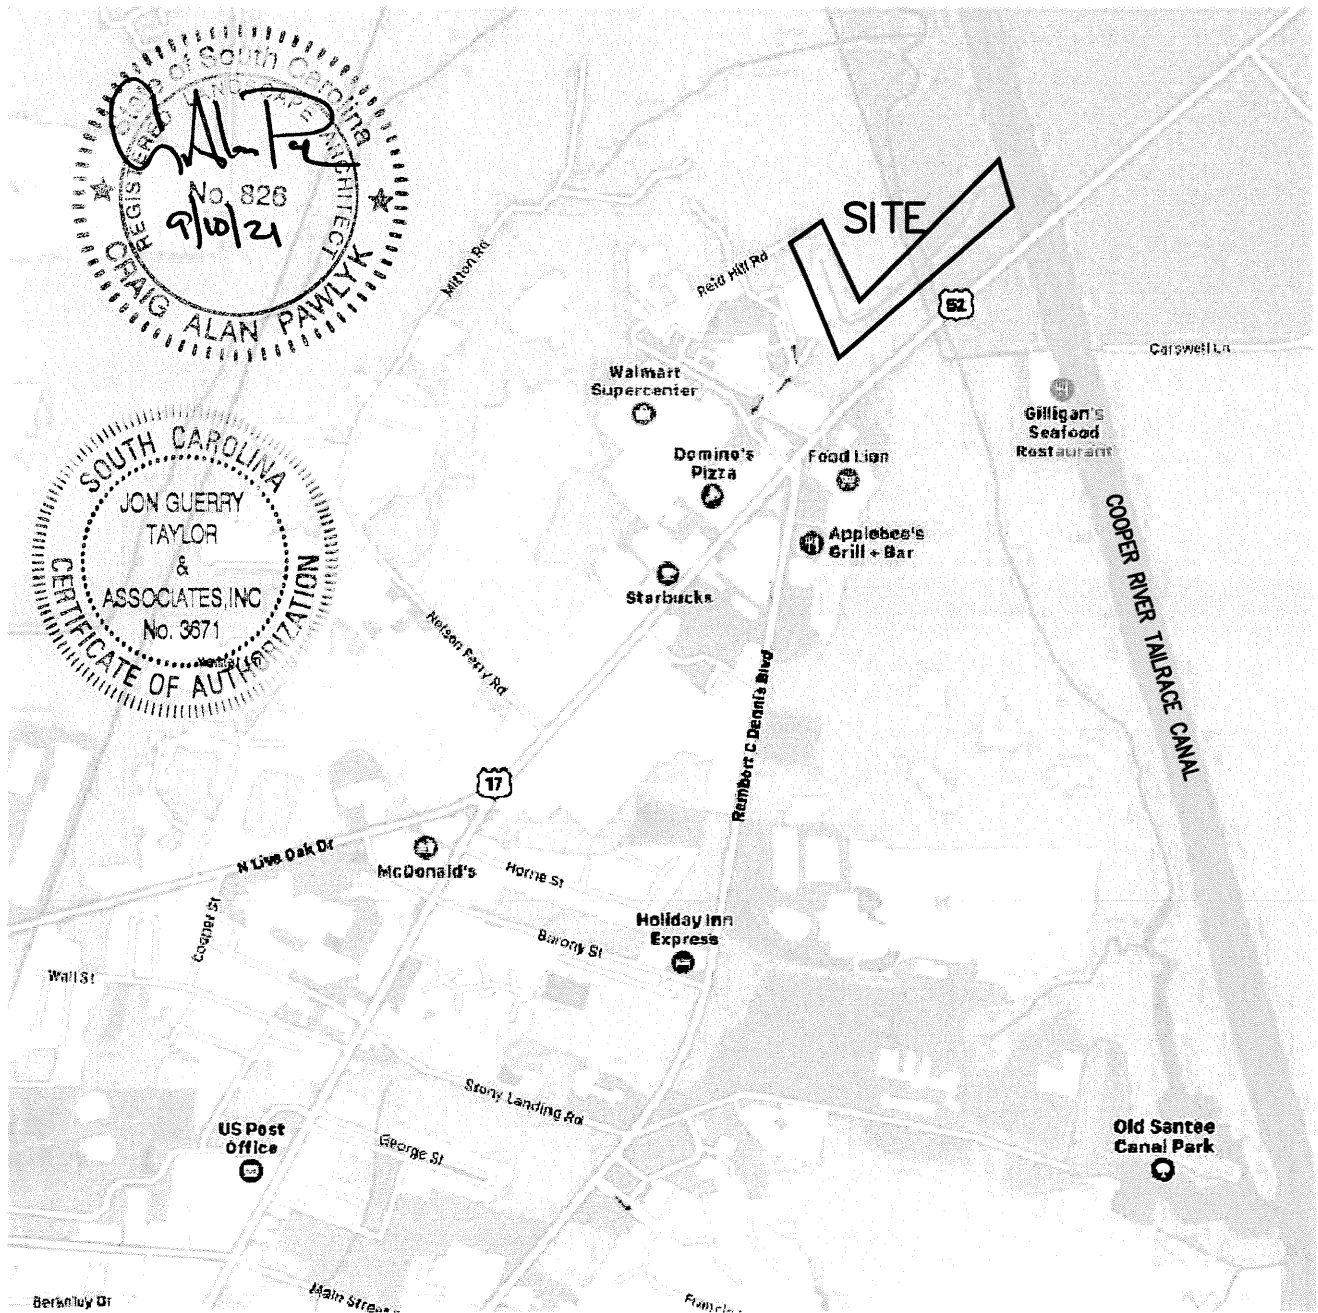 State of South Carolina
REGISTERED LANDSCAPE ARCHITECT
No. 826
9/10/21
CRAIG ALAN PAWLYK
SITE
Mitton Rd
Reid Hill Rd
52
Carswell Ln
Walmart
Supercenter
Gilligan's
Seafood
Restaurant
Domino's
Pizza
Food Lion
SOUTH CAROLINA
JON GUERRY
TAYLOR
&
ASSOCIATES,INC
No. 3671
CERTIFICATE OF AUTHORIZATION
Applebee's
Grill + Bar
Starbucks
COOPER RIVER TAILRACE CANAL
Nelson Ferry Rd
Rembert C Dennis Blvd
17
N Live Oak Dr
McDonald's
Horne St
Cooper St
Holiday Inn
Express
Barony St
Wall St
Stony Landing Rd
US Post
Office
George St
Old Santee
Canal Park
Main Street
Berkeley Dr